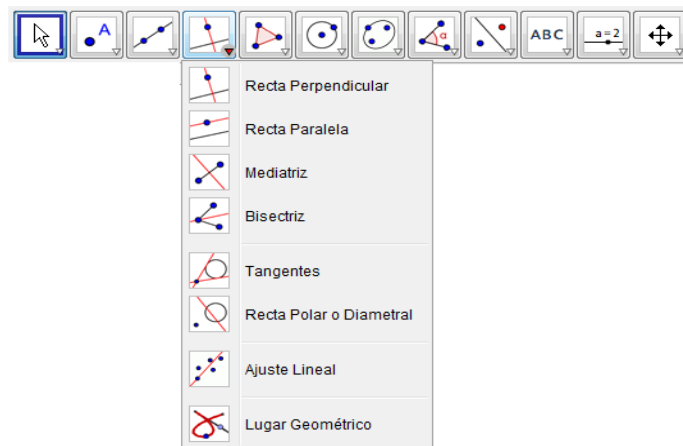 A
α
ABC
a=2
Recta Perpendicular
Recta Paralela
Mediatriz
Bisectriz
Tangentes
Recta Polar o Diametral
Ajuste Lineal
Lugar Geométrico